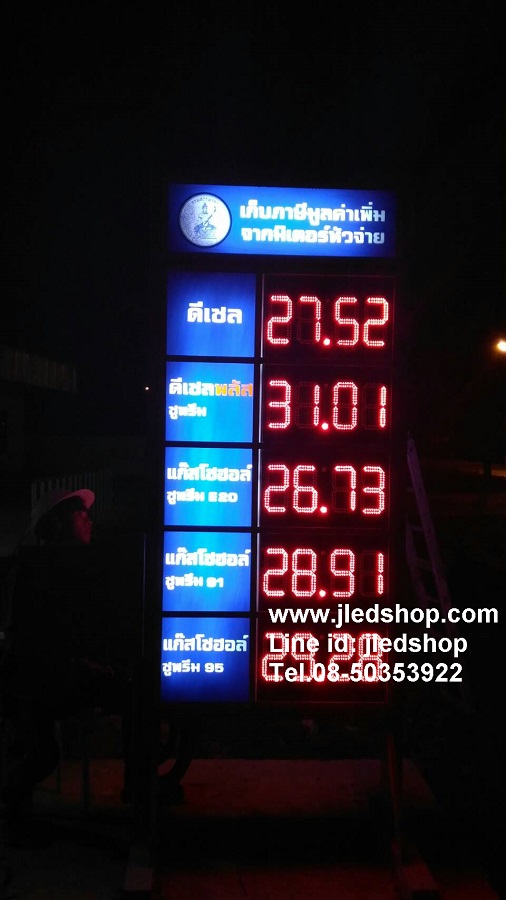 เก็บภาษีมูลค่าเพิ่ม
จากมิเตอร์หัวจ่าย
ดีเซล 27.52
ดีเซลพลัส
ซูพรีม 31.01
แก๊สโซฮอล์
ซูพรีม E20 26.73
แก๊สโซฮอล์
ซูพรีม 91 28.91
แก๊สโซฮอล์
ซูพรีม 95 29.28
www.jledshop.com
Line id: jledshop
Tel.08-50353922